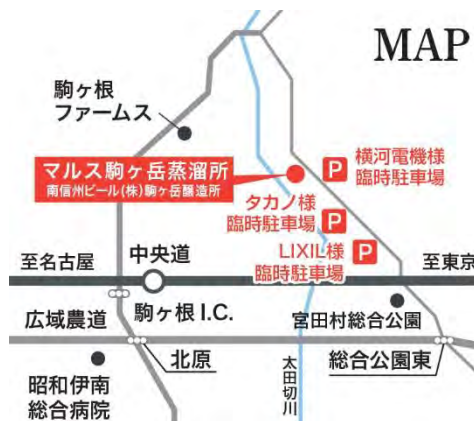 MAP
駒ヶ根
ファームス
マルス駒ヶ岳蒸溜所
南信州ビール(株)駒ヶ岳醸造所
P
横河電機様
臨時駐車場
タカノ様
臨時駐車場
P
LIXIL様
臨時駐車場
P
至名古屋
中央道
至東京
駒ヶ根 I.C.
宮田村総合公園
広域農道
北原
総合公園東
昭和伊南
総合病院
太田切川